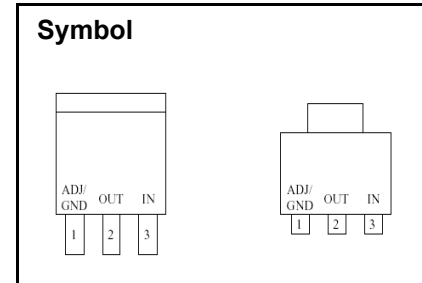 Symbol
ADJ/
GND OUT IN
1 2 3
ADJ/
GND OUT IN
1 2 3